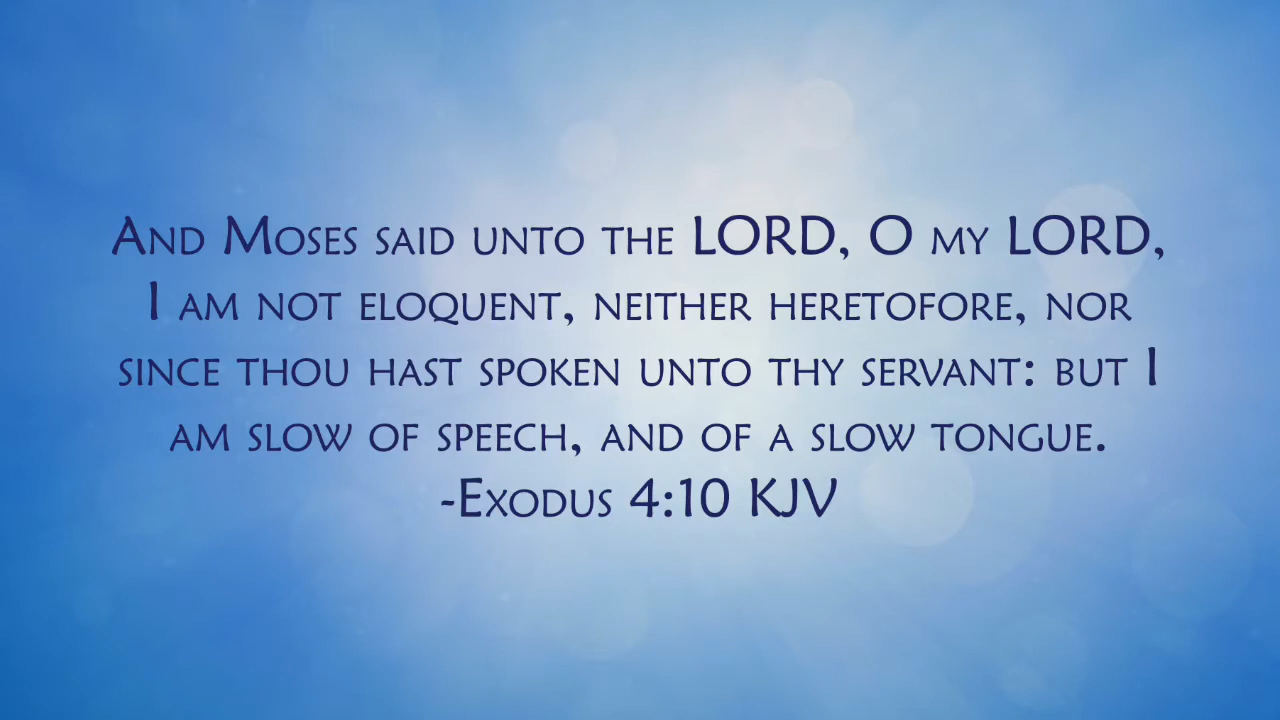 And Moses said unto the LORD, O my LORD,
I am not eloquent, neither heretofore, nor
since thou hast spoken unto thy servant: but I
am slow of speech, and of a slow tongue.
-Exodus 4:10 KJV